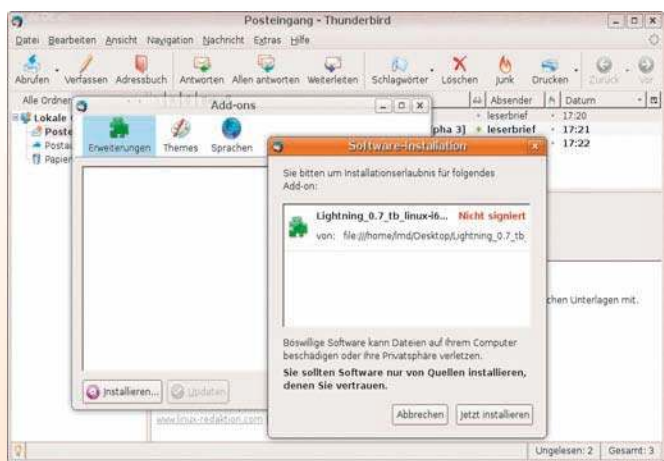 Posteingang - Thunderbird
Datei Bearbeiten Ansicht Navigation Nachricht Extras Hilfe
Abrufen Verfassen Adressbuch Antworten Allen antworten Weiterleiten Schlagwörter Löschen Junk Drucken Zurück Vor
Alle Ordner
Absender Datum
Lokale
leserbrief 17:20
Poste
pha 3] leserbrief 17:21
Postau
17:22
Papier
Add-ons
Erweiterungen Themes Sprachen
Installieren... Updaten
Software-Installation
Sie bitten um Installationserlaubnis für folgendes
Add-on:
Lightning_0.7_tb_linux-i6... Nicht signiert
von: file:///home/lmd/Desktop/Lightning_0.7_tb_
Böswillige Software kann Dateien auf Ihrem Computer
beschädigen oder Ihre Privatsphäre verletzen.
Sie sollten Software nur von Quellen installieren,
denen Sie vertrauen.
Abbrechen Jetzt installieren
chen Unterlagen mit.
www.linux-redaktion.com
Ungelesen: 2 Gesamt: 3